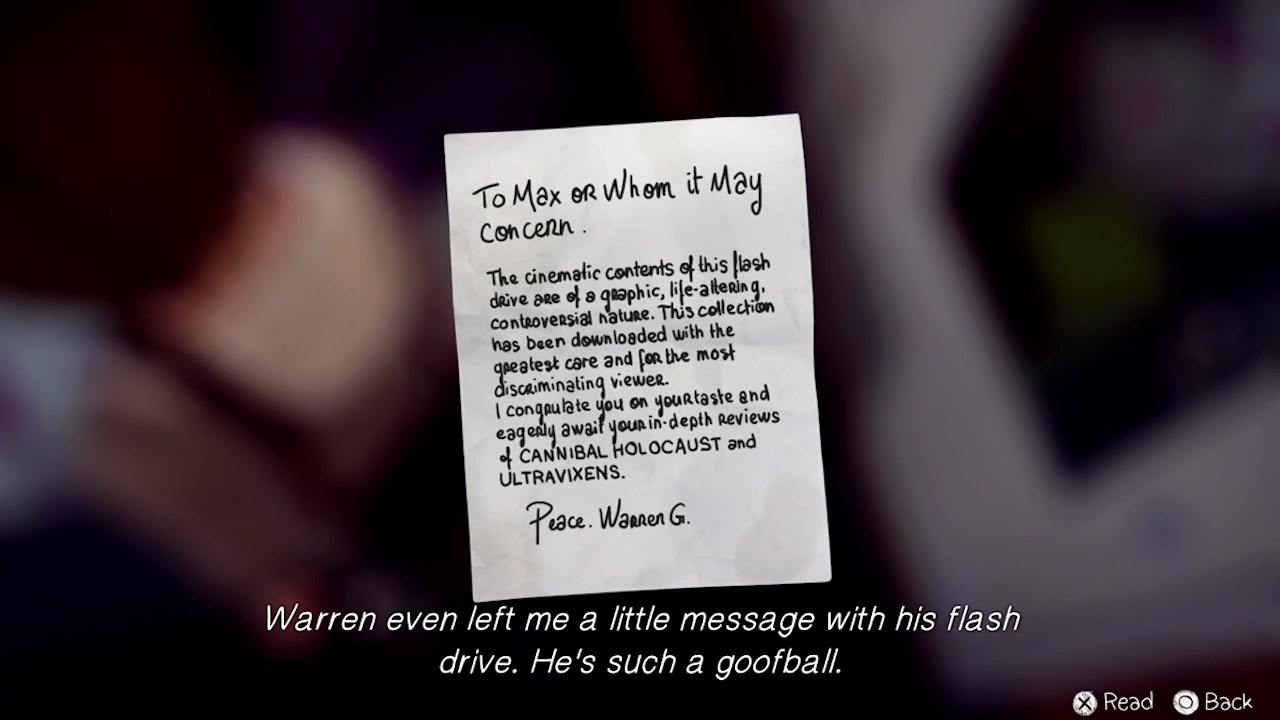 To Max or Whom it May
Concern.
The cinematic contents of this flash
drive are of a graphic, life-altering,
controversial nature. This collection
has been downloaded with the
greatest care and for the most
discriminating viewer.
I congrulate you on your taste and
eagerly await your in-depth reviews
of CANNIBAL HOLOCAUST and
ULTRAVIXENS.
Peace. Warren G.
Warren even left me a little message with his flash
drive. He's such a goofball.
Read Back